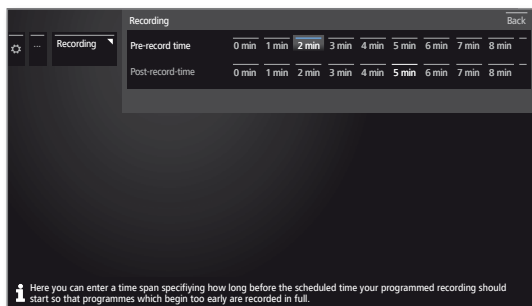 Recording Back
... Recording
Pre-record time 0 min 1 min 2 min 3 min 4 min 5 min 6 min 7 min 8 min
Post-record-time 0 min 1 min 2 min 3 min 4 min 5 min 6 min 7 min 8 min
Here you can enter a time span specifiying how long before the scheduled time your programmed recording should
start so that programmes which begin too early are recorded in full.